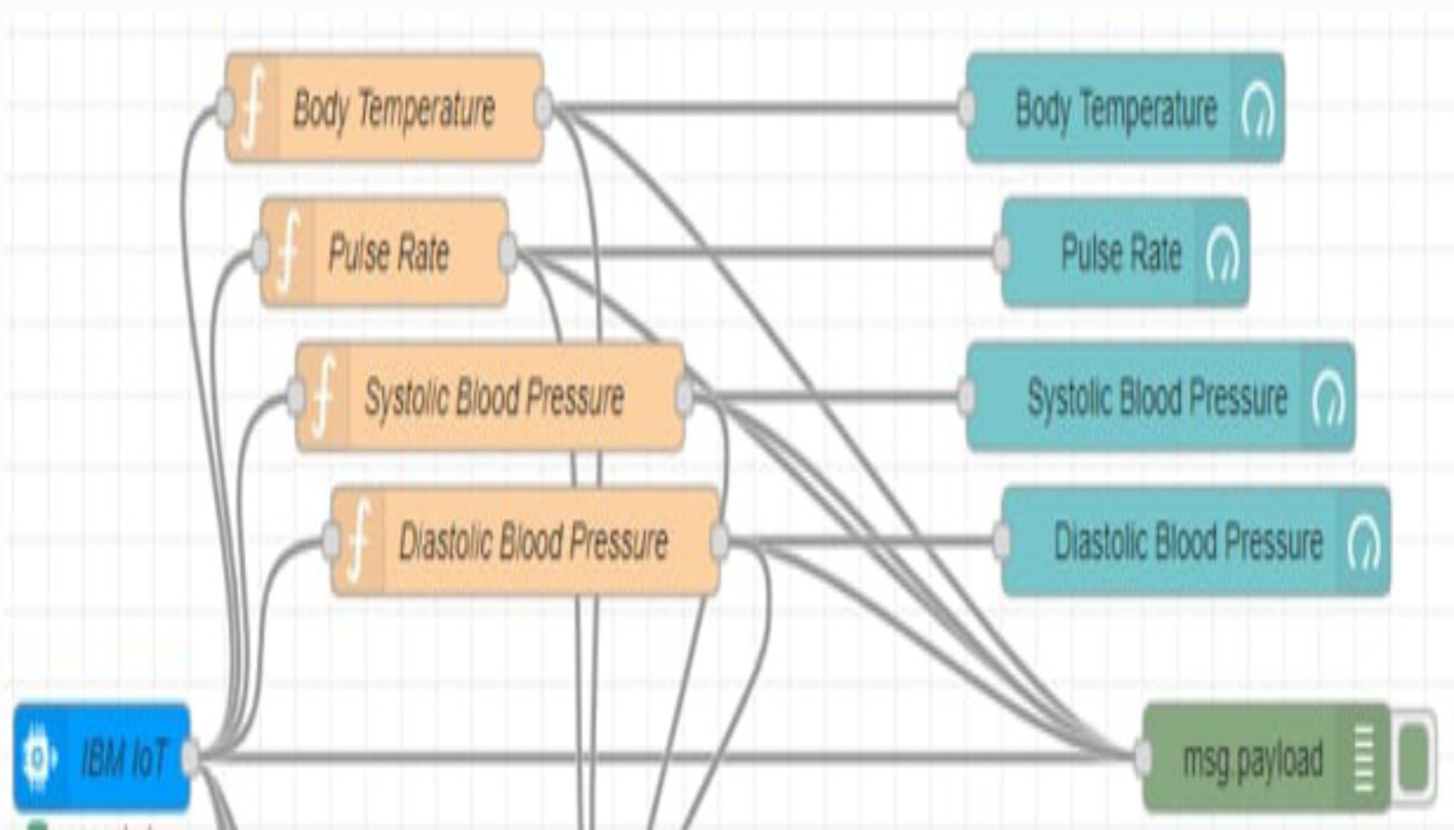 Body Temperature
Body Temperature
Pulse Rate
Pulse Rate
Systolic Blood Pressure
Systolic Blood Pressure
Diastolic Blood Pressure
Diastolic Blood Pressure
IBM IoT
msg.payload